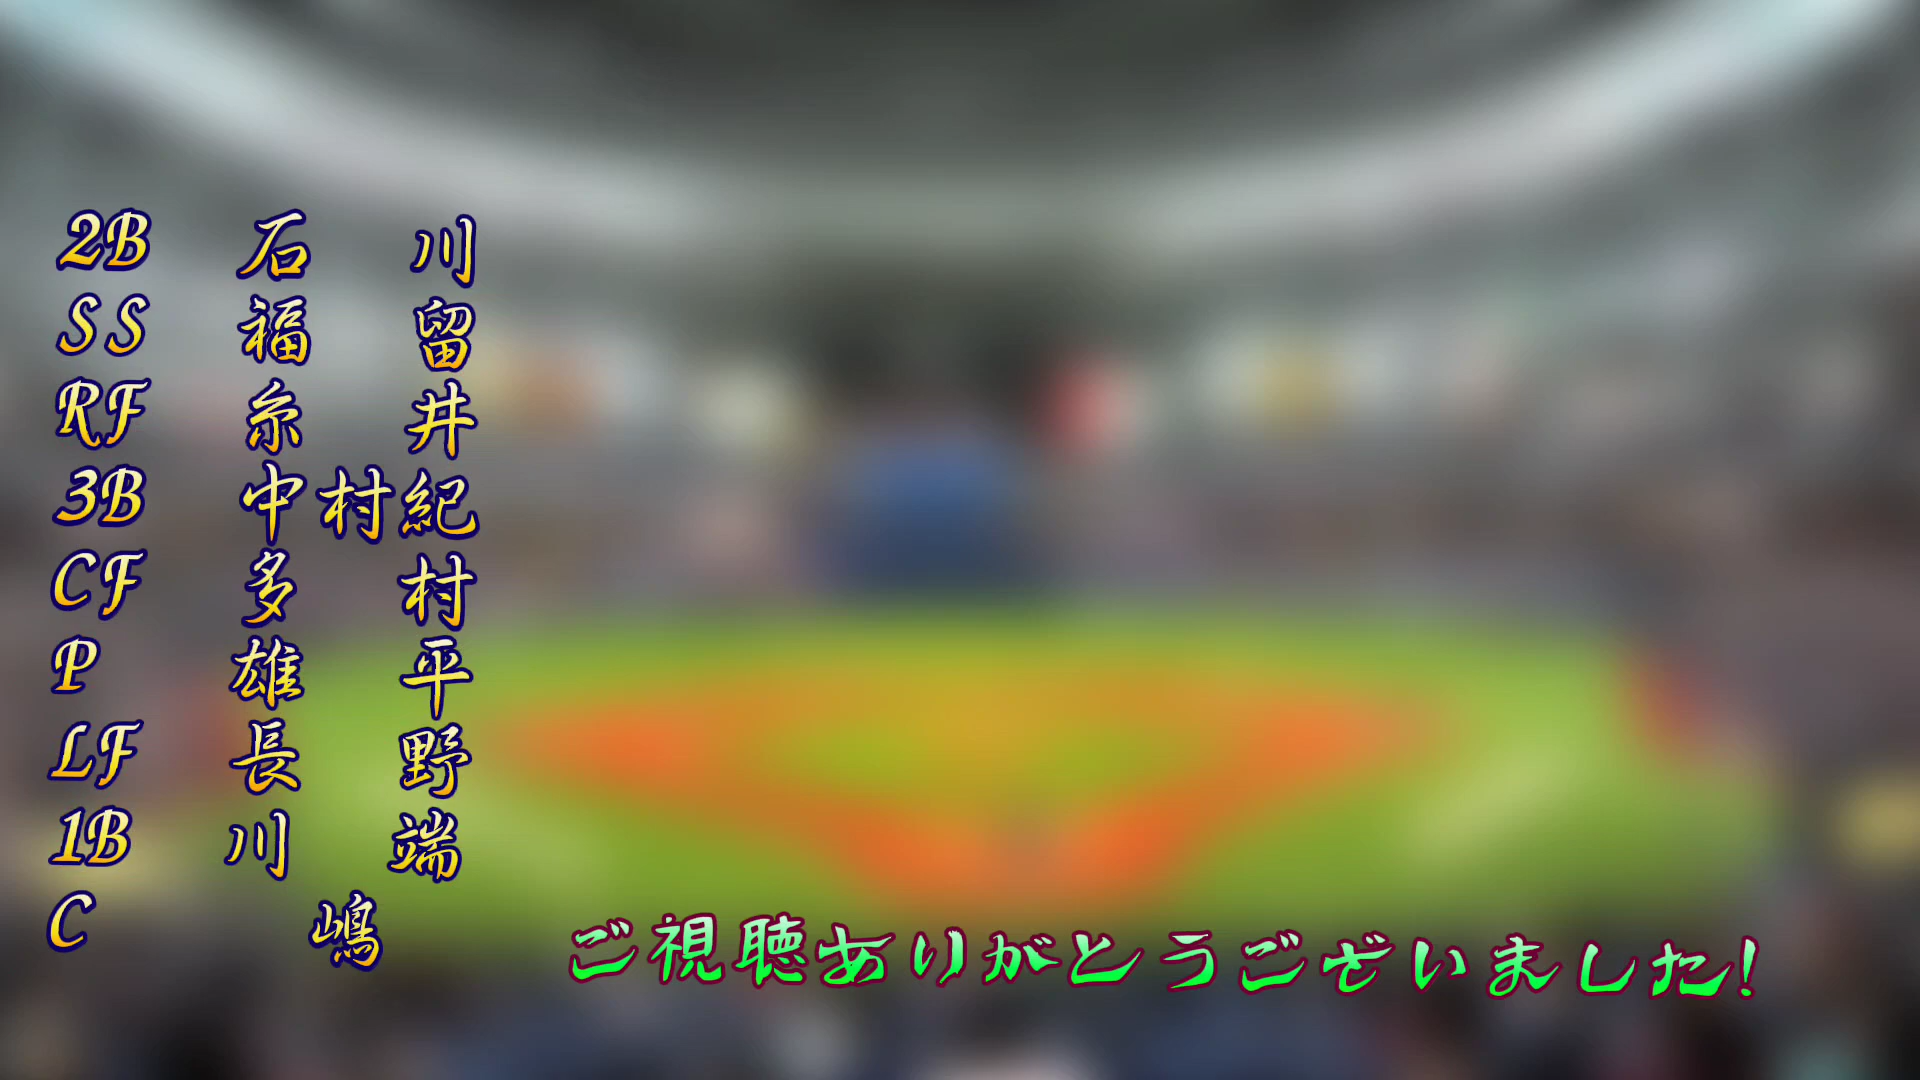 2B 石川
SS 福留
RF 糸井
3B 中村紀
CF 多村
P 雄平
LF 長野
1B 川端
C 嶋
ご視聴ありがとうございました!